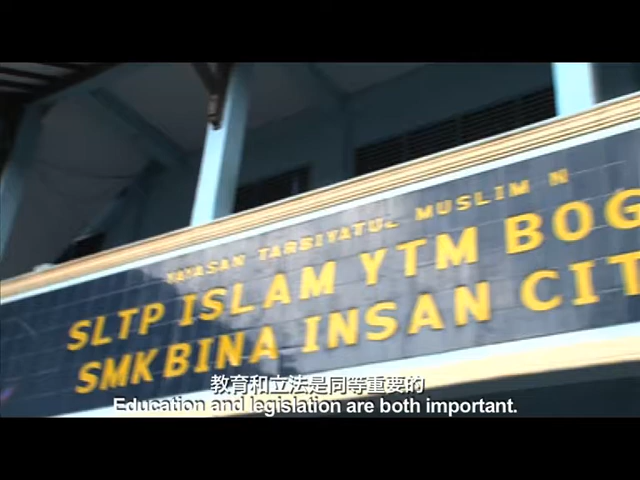 YAYASAN TARBIYATUL MUSLIM N
SLTP ISLAM YTM BOG
SMK BINA INSAN CIT
教育和立法是同等重要的
Education and legislation are both important.